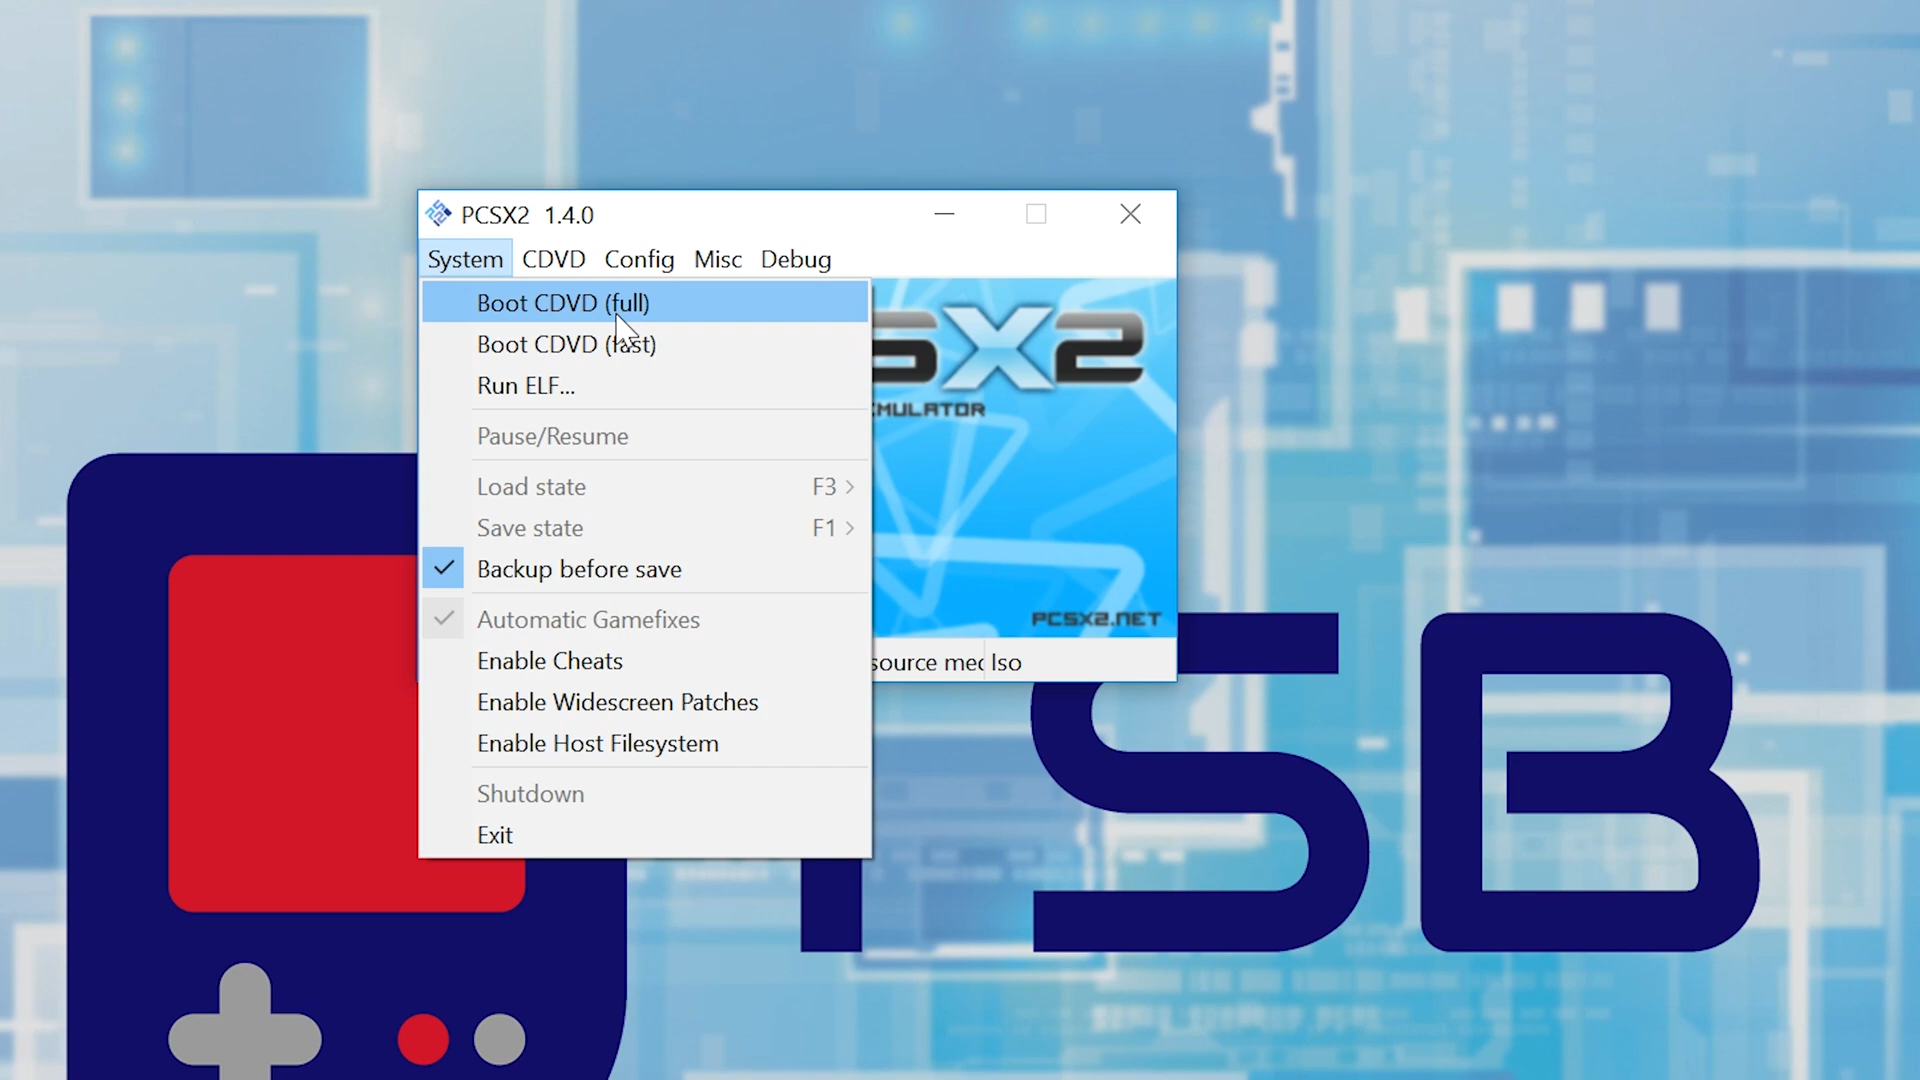 PCSX2 1.4.0
System CDVD Config Misc Debug
Boot CDVD (full)
Boot CDVD (fast)
Run ELF...
Pause/Resume
Load state F3
Save state F1
Backup before save
Automatic Gamefixes
Enable Cheats
Enable Widescreen Patches
Enable Host Filesystem
Shutdown
Exit
SX2
EMULATOR
PCSX2.NET
source med Iso
SB